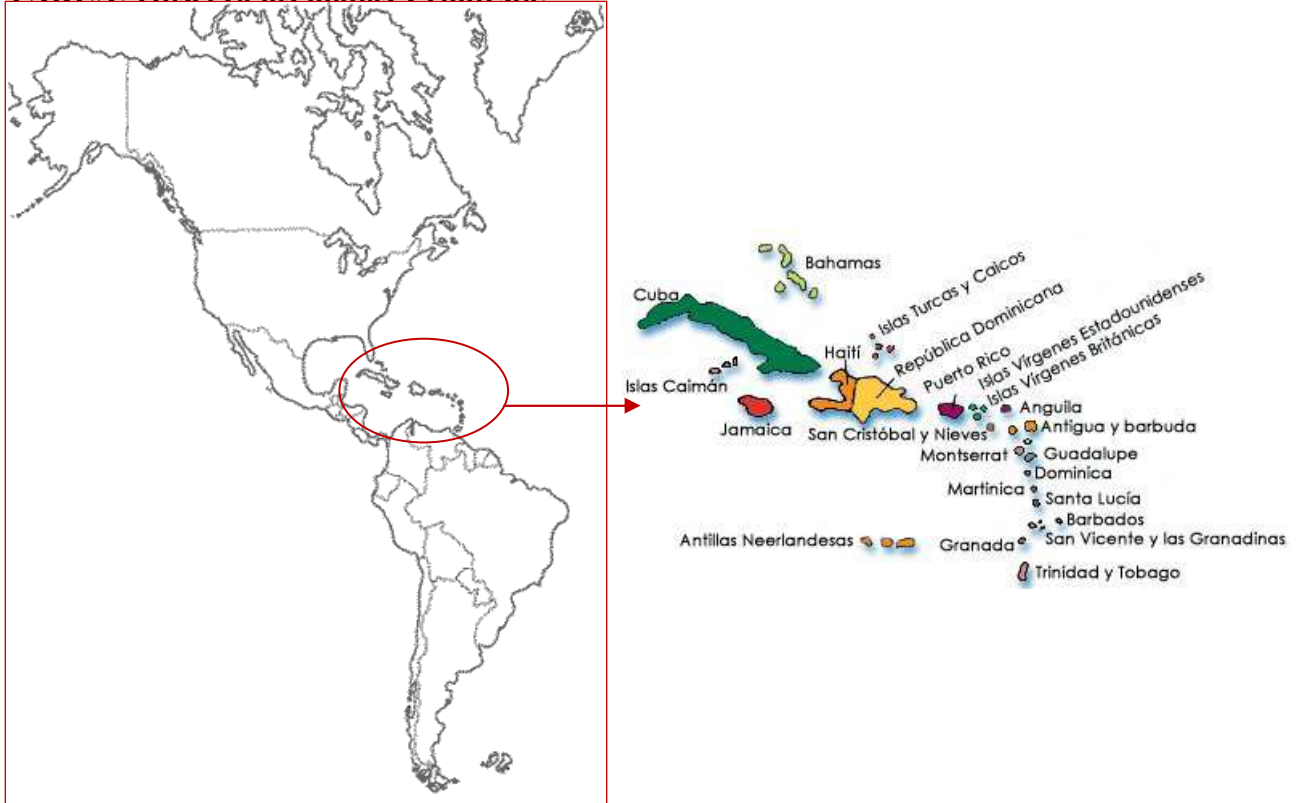 Bahamas
Cuba
Islas Turcas y Caicos
República Dominicana
Haití
Puerto Rico
Islas Vírgenes Estadounidenses
Islas Vírgenes Británicas
Islas Caimán
Jamaica
San Cristóbal y Nieves
Anguila
Antigua y barbuda
Montserrat
Guadalupe
Dominica
Martinica
Santa Lucía
Barbados
San Vicente y las Granadinas
Antillas Neerlandesas
Granada
Trinidad y Tobago